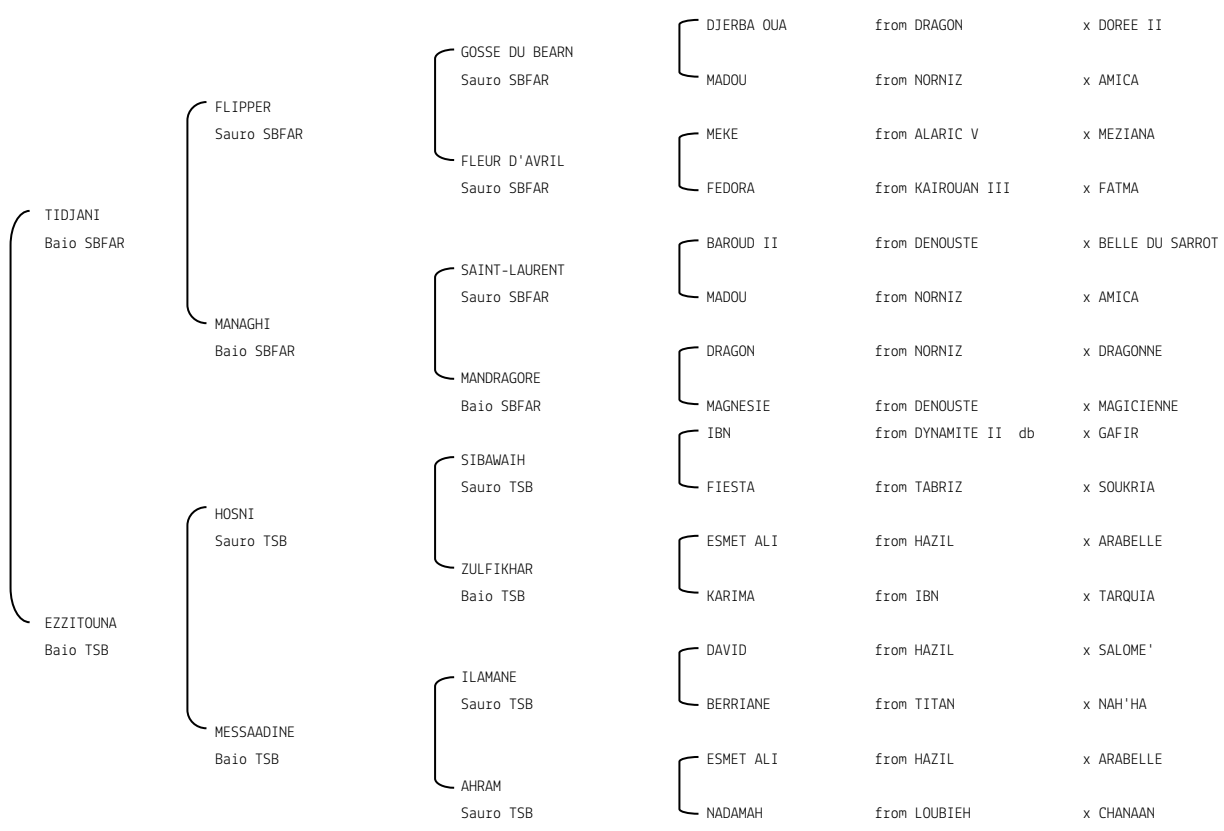 DJERBA OUA from DRAGON x DOREE II
GOSSE DU BEARN
Sauro SBFAR MADOU from NORNIZ x AMICA
FLIPPER
Sauro SBFAR MEKE from ALARIC V x MEZIANA
FLEUR D'AVRIL
Sauro SBFAR FEDORA from KAIROUAN III x FATMA
TIDJANI
Baio SBFAR BAROUD II from DENOUSTE x BELLE DU SARROT
SAINT-LAURENT
Sauro SBFAR MADOU from NORNIZ x AMICA
MANAGHI
Baio SBFAR DRAGON from NORNIZ x DRAGONNE
MANDRAGORE
Baio SBFAR MAGNESIE from DENOUSTE x MAGICIENNE
IBN from DYNAMITE II db x GAFIR
SIBAWAIH
Sauro TSB FIESTA from TABRIZ x SOUKRIA
HOSNI
Sauro TSB ESMET ALI from HAZIL x ARABELLE
ZULFIKHAR
Baio TSB KARIMA from IBN x TARQUIA
EZZITOUNA
Baio TSB DAVID from HAZIL x SALOME'
ILAMANE
Sauro TSB BERRIANE from TITAN x NAH'HA
MESSAADINE
Baio TSB ESMET ALI from HAZIL x ARABELLE
AHRAM
Sauro TSB NADAMAH from LOUBIEH x CHANAAN